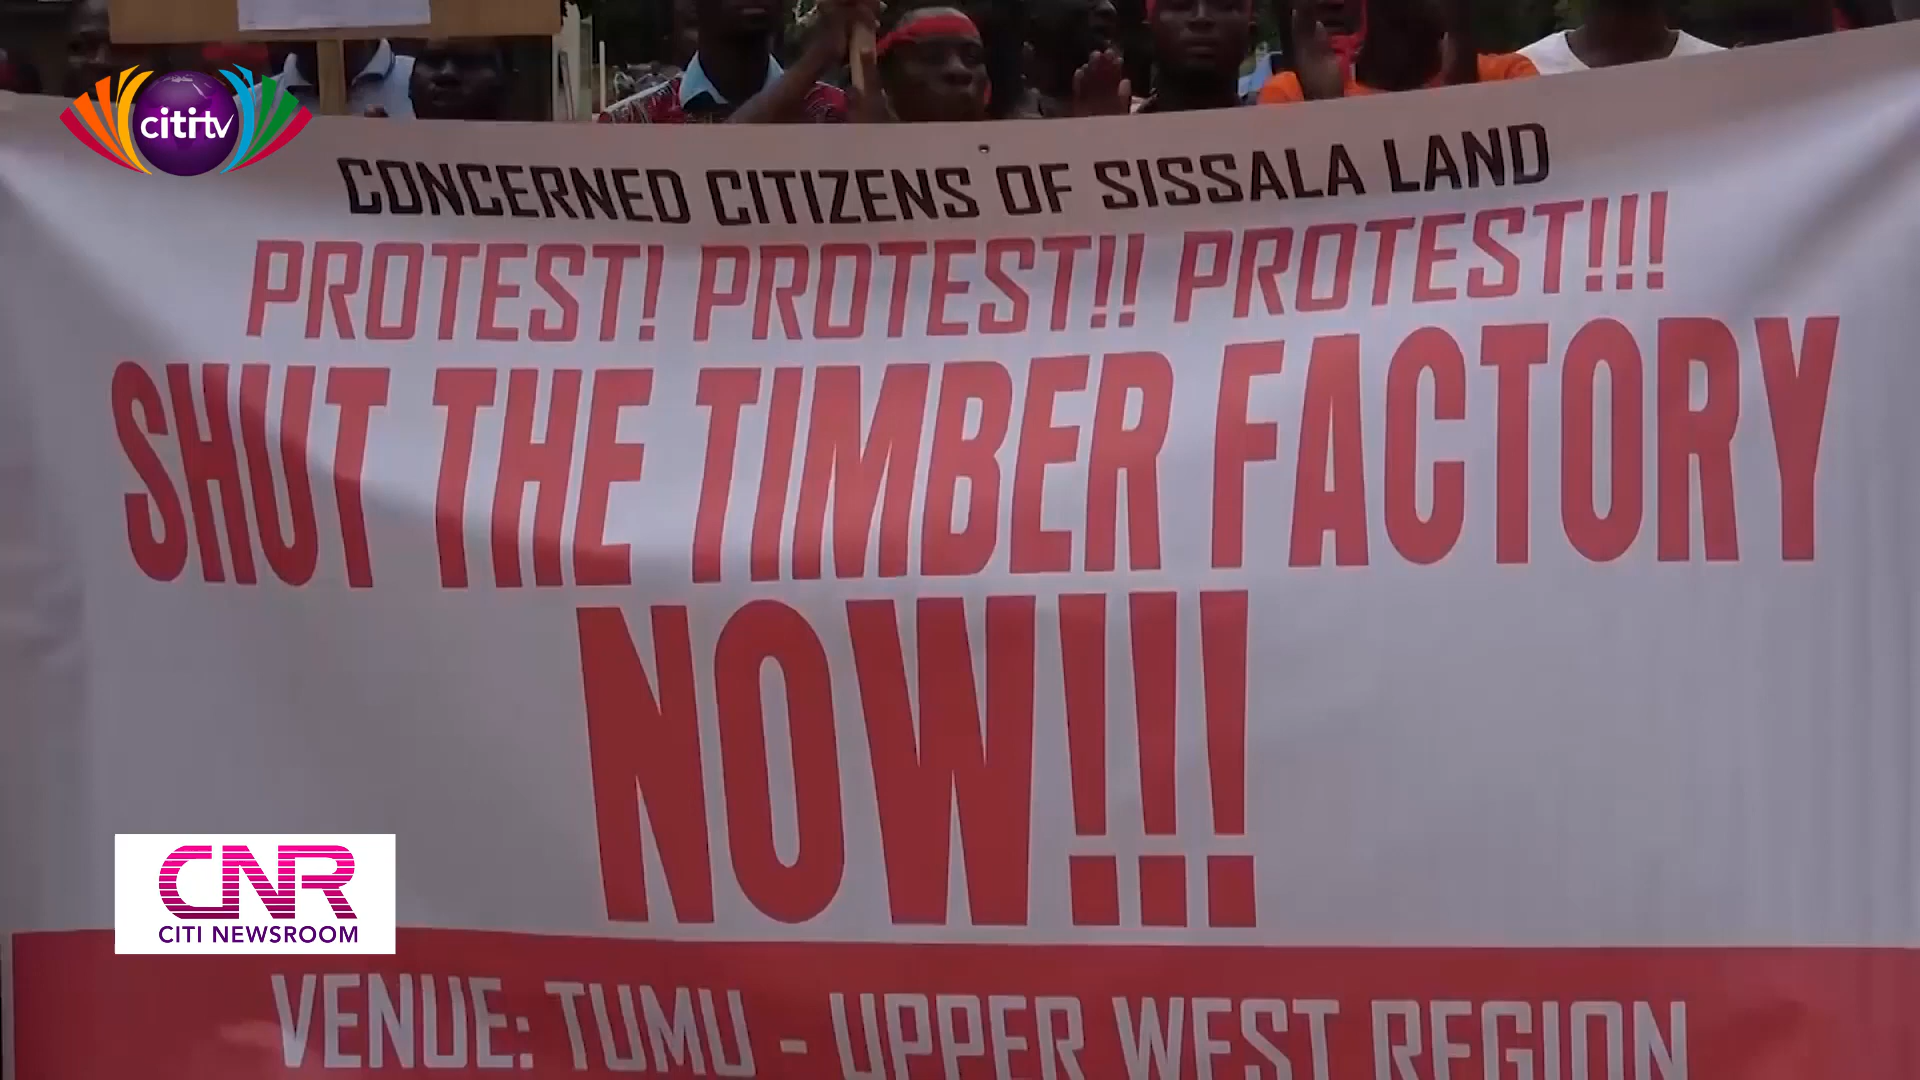 citi tv
CONCERNED CITIZENS OF SISSALA LAND
PROTEST! PROTEST!! PROTEST!!!
SHUT THE TIMBER FACTORY
NOW!!!
CNR
CITI NEWSROOM
VENUE: TUMU - UPPER WEST REGION